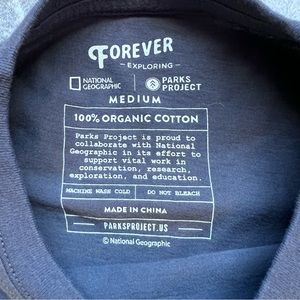 FOREVER
EXPLORING
NATIONAL GEOGRAPHIC
PARKS PROJECT
MEDIUM
100% ORGANIC COTTON
Parks Project is proud to
collaborate with National
Geographic in its effort to
support vital work in
conservation, research,
exploration, and education.
MACHINE WASH COLD
DO NOT BLEACH
MADE IN CHINA
PARKSPROJECT.US
© National Geographic